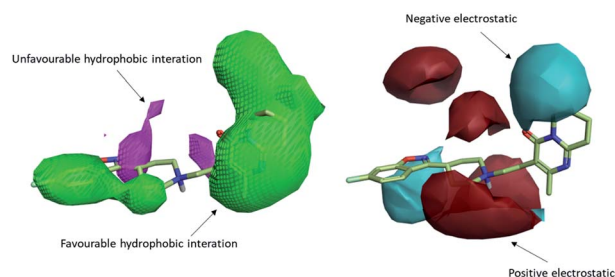 Negative electrostatic
Unfavourable hydrophobic interation
Favourable hydrophobic interation
Positive electrostatic